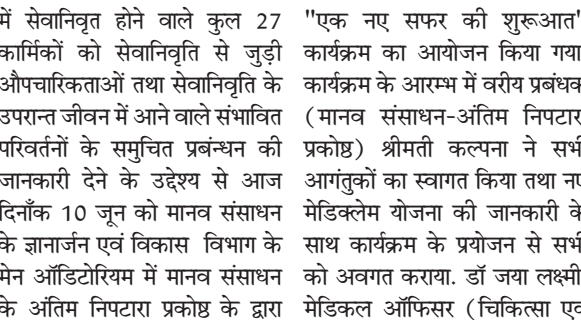 में सेवानिवृत होने वाले कुल 27
कार्मिकों को सेवानिवृति से जुड़ी
औपचारिकताओं तथा सेवानिवृति के
उपरान्त जीवन में आने वाले संभावित
परिवर्तनों के समुचित प्रबंन्धन की
जानकारी देने के उद्देश्य से आज
दिनाँक 10 जून को मानव संसाधन
के ज्ञानार्जन एवं विकास विभाग के
मेन ऑडिटोरियम में मानव संसाधन
के अंतिम निपटारा प्रकोष्ठ के द्वारा
"एक नए सफर की शुरूआत"
कार्यक्रम का आयोजन किया गया
कार्यक्रम के आरम्भ में वरीय प्रबंधक
(मानव संसाधन-अंतिम निपटारा
प्रकोष्ठ) श्रीमती कल्पना ने सभी
आगंतुकों का स्वागत किया तथा नए
मेडिक्लेम योजना की जानकारी के
साथ कार्यक्रम के प्रयोजन से सभी
को अवगत कराया. डॉ जया लक्ष्मी
मेडिकल ऑफिसर (चिकित्सा एवं